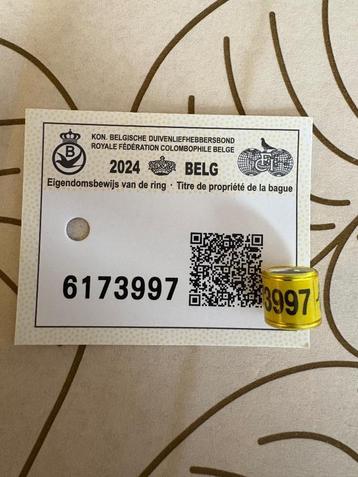 KON. BELGISCHE DUIVENLIEFHEBBERSBOND
ROYALE FÉDÉRATION COLOMBOPHILE BELGE
B
2024 BELG
FCI
Eigendomsbewijs van de ring · Titre de propriété de la bague
6173997
3997